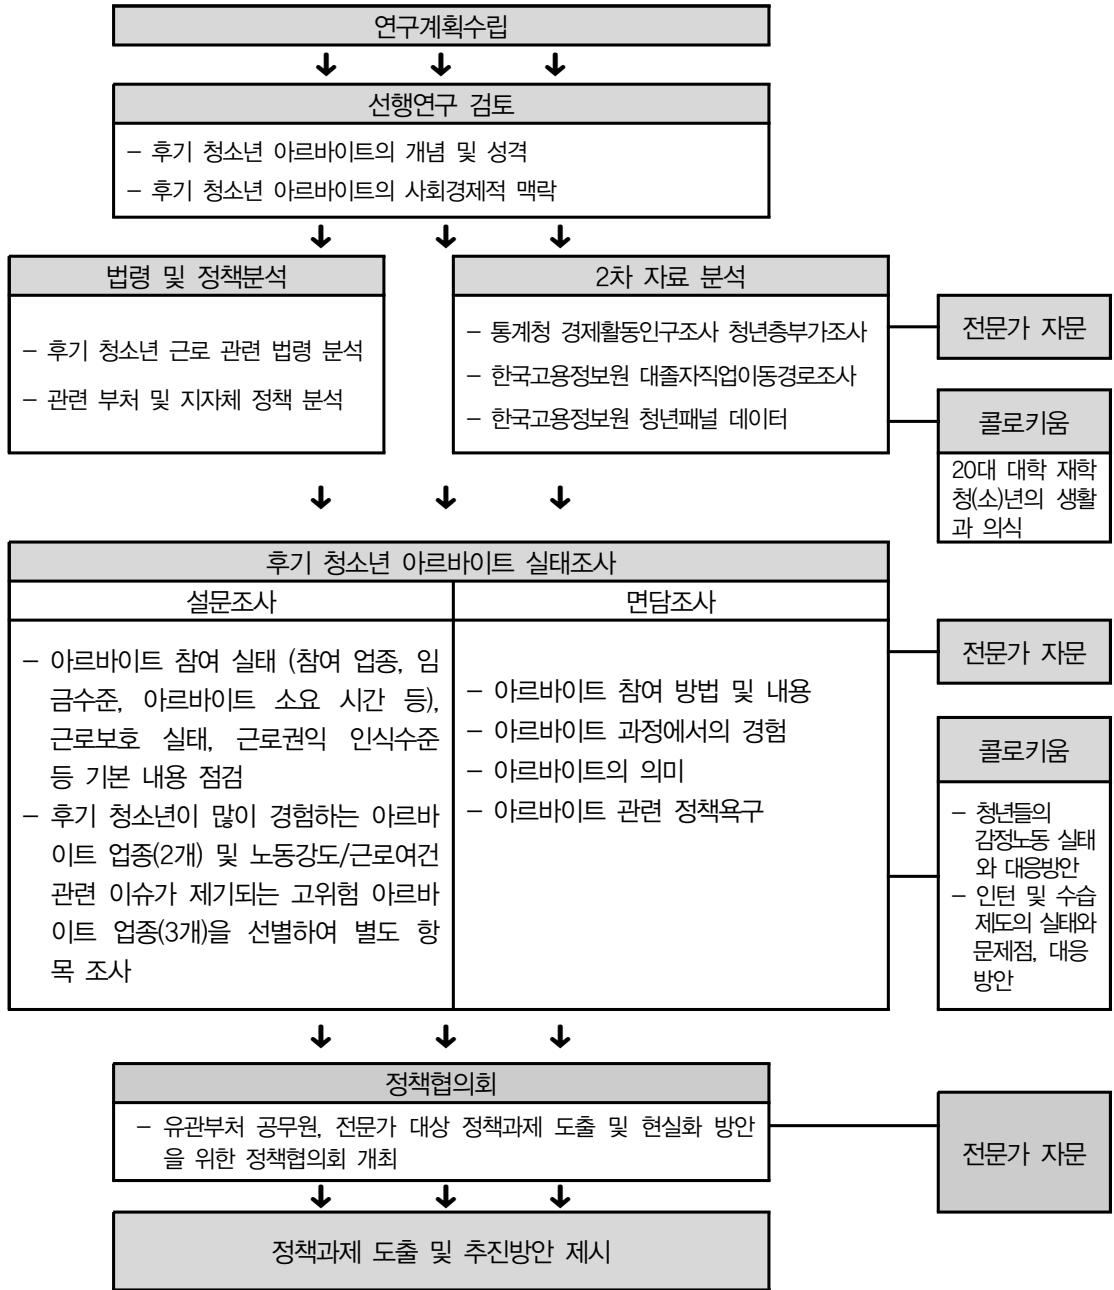 연구계획수립
선행연구 검토
– 후기 청소년 아르바이트의 개념 및 성격
– 후기 청소년 아르바이트의 사회경제적 맥락
법령 및 정책분석
– 후기 청소년 근로 관련 법령 분석
– 관련 부처 및 지자체 정책 분석
2차 자료 분석
– 통계청 경제활동인구조사 청년층부가조사
– 한국고용정보원 대졸자직업이동경로조사
– 한국고용정보원 청년패널 데이터
전문가 자문
콜로키움
20대 대학 재학
청(소)년의 생활
과 의식
후기 청소년 아르바이트 실태조사
설문조사
– 아르바이트 참여 실태 (참여 업종, 임
금수준, 아르바이트 소요 시간 등),
근로보호 실태, 근로권익 인식수준
등 기본 내용 점검
– 후기 청소년이 많이 경험하는 아르바
이트 업종(2개) 및 노동강도/근로여건
관련 이슈가 제기되는 고위험 아르바
이트 업종(3개)을 선별하여 별도 항
목 조사
면담조사
– 아르바이트 참여 방법 및 내용
– 아르바이트 과정에서의 경험
– 아르바이트의 의미
– 아르바이트 관련 정책욕구
전문가 자문
콜로키움
– 청년들의
감정노동 실태
와 대응방안
– 인턴 및 수습
제도의 실태와
문제점, 대응
방안
정책협의회
– 유관부처 공무원, 전문가 대상 정책과제 도출 및 현실화 방안
을 위한 정책협의회 개최
전문가 자문
정책과제 도출 및 추진방안 제시